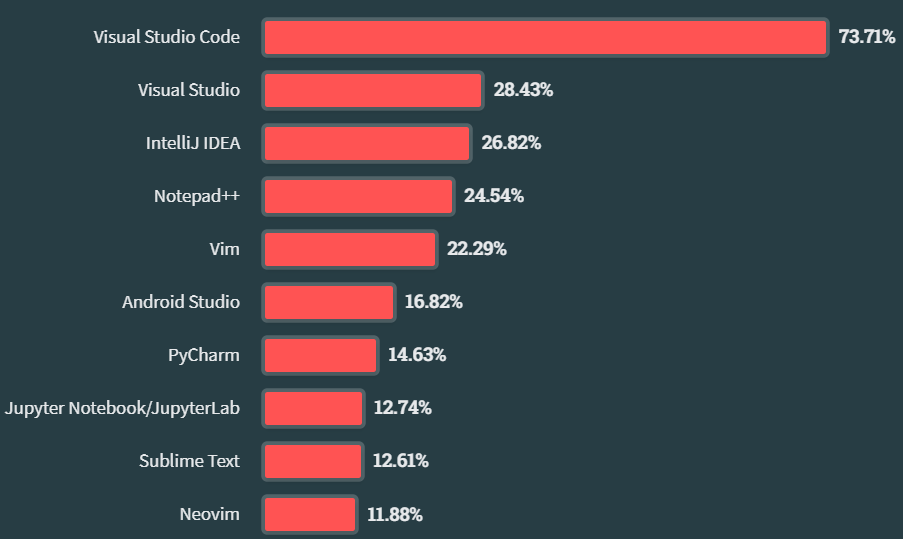 Visual Studio Code 73.71%
Visual Studio 28.43%
IntelliJ IDEA 26.82%
Notepad++ 24.54%
Vim 22.29%
Android Studio 16.82%
PyCharm 14.63%
Jupyter Notebook/JupyterLab 12.74%
Sublime Text 12.61%
Neovim 11.88%